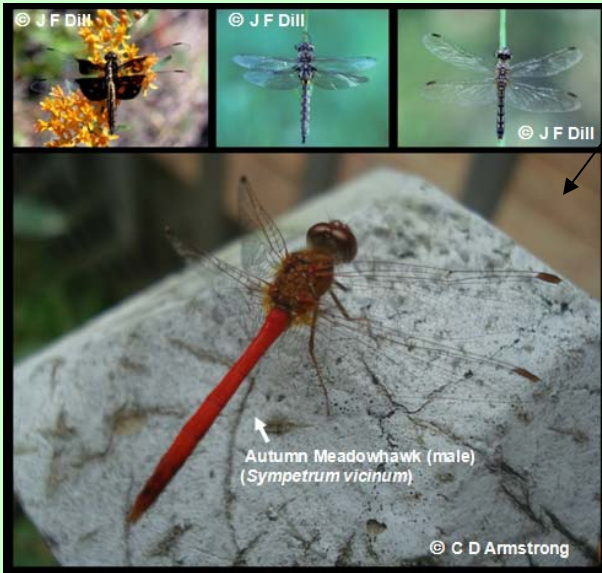 © J F Dill
© J F Dill
© J F Dill
Autumn Meadowhawk (male)
(Sympetrum vicinum)
© C D Armstrong